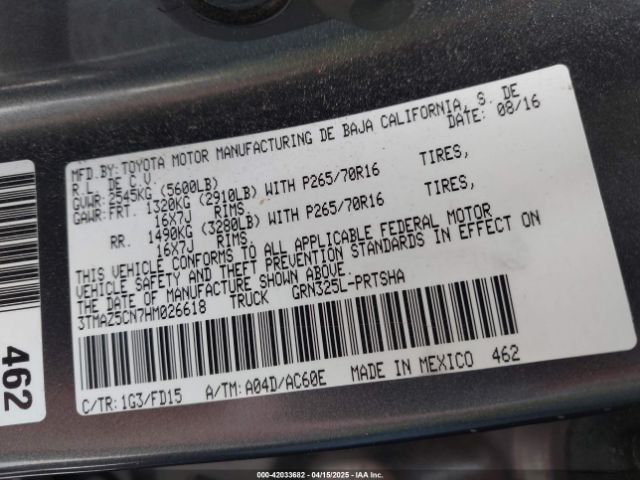 MFD.BY:TOYOTA MOTOR MANUFACTURING DE BAJA CALIFORNIA, S. DE
R.L. DE C.V. DATE: 08/16
GVWR: 2545KG (5600LB)
GAWR:FRT. 1320KG (2910LB) WITH P265/70R16 TIRES,
16X7J RIMS.
RR. 1490KG (3280LB) WITH P265/70R16 TIRES,
16X7J RIMS.
THIS VEHICLE CONFORMS TO ALL APPLICABLE FEDERAL MOTOR
VEHICLE SAFETY AND THEFT PREVENTION STANDARDS IN EFFECT ON
THE DATE OF MANUFACTURE SHOWN ABOVE.
3TMAZ5CN7HM026618 TRUCK GRN325L-PRTSHA
C/TR:1G3/FD15 A/TM:A04D/AC60E MADE IN MEXICO 462
462
000-42033682 - 04/15/2025 - IAA Inc.